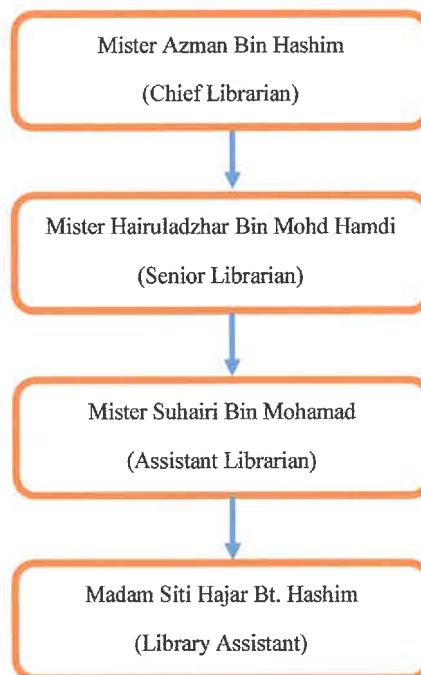 Mister Azman Bin Hashim
(Chief Librarian)
Mister Hairuladzhar Bin Mohd Hamdi
(Senior Librarian)
Mister Suhairi Bin Mohamad
(Assistant Librarian)
Madam Siti Hajar Bt. Hashim
(Library Assistant)